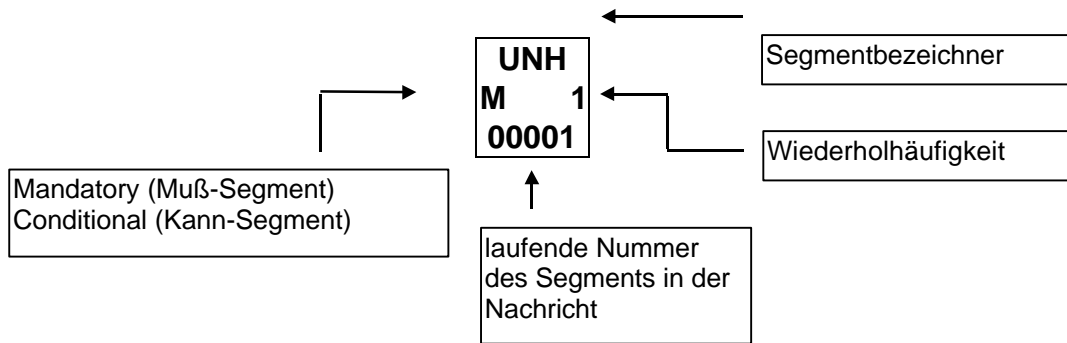 UNH
Segmentbezeichner
M 1
00001
Wiederholhäufigkeit
Mandatory (Muß-Segment)
Conditional (Kann-Segment)
laufende Nummer
des Segments in der
Nachricht